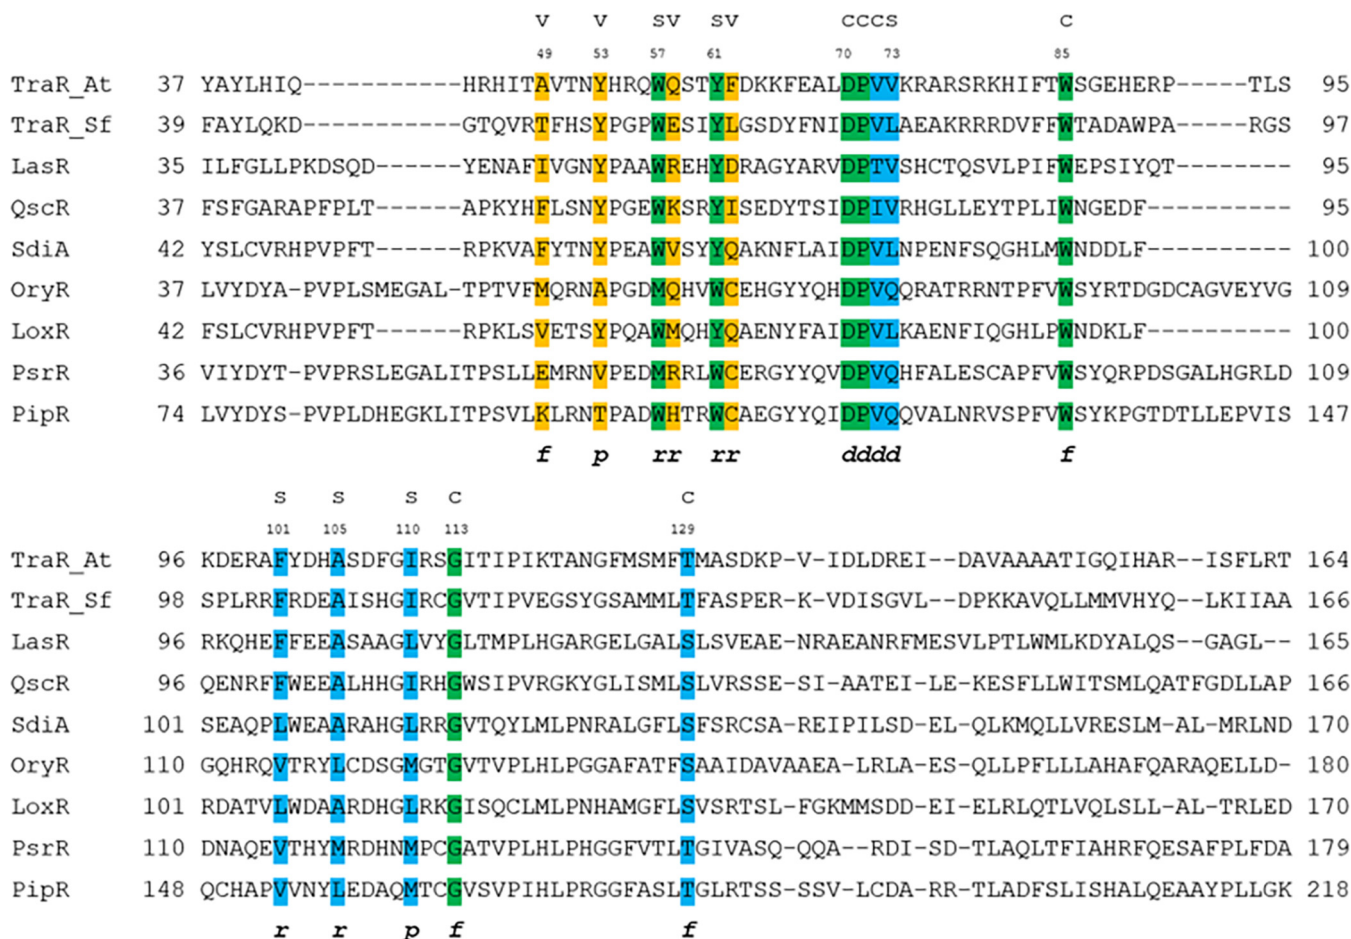 V V SV SV CCCS C
49 53 57 61 70 73 85
TraR_At 37 YAYLHIQ-----------HRHITAVTNYHRQWQSTYFDKKFEALDPVVKRARSRKHIFTWSGEHERP-----TLS 95
TraR_Sf 39 FAYLQKD-----------GTQVRTFHSYPGPWESIYLGSDYFNIDPVLAEAKRRRDVFFWTADAWPA-----RGS 97
LasR 35 ILFGLLPKDSQD------YENAFIVGNYPAAWREHYDRAGYARVDPTVSHCTQSVLPIFWEPSIYQT-------- 95
QscR 37 FSFGARAPFPLT------APKYHFLSNYPGEWKSRYISEDYTSIDPIVRHGLLEYTPLIWNGEDF---------- 95
SdiA 42 YSLCVRHPVPFT------RPKVAFYTNYPEAWVSYYQAKNFLAIDPVLNPENFSQGHLMWNDDLF---------- 100
OryR 37 LVYDYA-PVPLSMEGAL-TPTVFMQRNAPGDMQHVWCEHGYYQHDPVQQRATRRNTPFVWSYRTDGDCAGVEYVG 109
LoxR 42 FSLCVRHPVPFT------RPKLSVETSYPQAWMQHYQAENYFAIDPVLKAENFIQGHLPWNDKLF---------- 100
PsrR 36 VIYDYT-PVPRSLEGALITPSLLEMRNVPEDMRRLWCERGYYQVDPVQHFALESCAPFVWSYQRPDSGALHGRLD 109
PipR 74 LVYDYS-PVPLDHEGKLITPSVLKLRNTPADWHTRWCAEGYYQIDPVQQVALNRVSPFVWSYKPGTDTLLEPVIS 147
f p rr rr dddd f
S S S C C
101 105 110 113 129
TraR_At 96 KDERAFYDHASDFGIRSGITIPIKTANGFMSMFTMASDKP-V-IDLDREI--DAVAAAATIGQIHAR--ISFLRT 164
TraR_Sf 98 SPLRRFRDEAISHGIRCGVTIPVEGSYGSAMMLTFASPER-K-VDISGVL--DPKKAVQLLMMVHYQ--LKIIAA 166
LasR 96 RKQHEFFEEASAAGLVYGLTMPLHGARGELGALSLSVEAE-NRAEANRFMESVLPTLWMLKDYALQS--GAGL-- 165
QscR 96 QENRFFWEEALHHGIRHGWSIPVRGKYGLISMLSLVRSSE-SI-AATEI-LE-KESFLLWITSMLQATFGDLLAP 166
SdiA 101 SEAQPLWEAARAHGLRRGVTQYLMLPNRALGFLSFSRCSA-REIPILSD-EL-QLKMQLLVRESLM-AL-MRLND 170
OryR 110 GQHRQVTRYLCDSGMGTGVTVPLHLPGGAFATFSAAIDAVAAEA-LRLA-ES-QLLPFLLLAHAFQARAQELLD- 180
LoxR 101 RDATVLWDAARDHGLRKGISQCLMLPNHAMGFLSVSRTSL-FGKMMSDD-EI-ELRLQTLVQLSLL-AL-TRLED 170
PsrR 110 DNAQEVTHYMRDHNMPCGATVPLHLPHGGFVTLTGIVASQ-QQA--RDI-SD-TLAQLTFIAHRFQESAFPLFDA 179
PipR 148 QCHAPVVNYLEDAQMTCGVSVPIHLPRGGFASLTGLRTSS-SSV-LCDA-RR-TLADFSLISHALQEAAYPLLGK 218
r r p f f